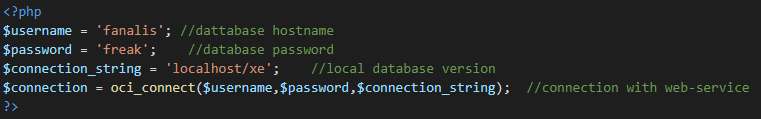 <?php
$username = 'fanalis'; //dattabase hostname
$password = 'freak';    //database password
$connection_string = 'localhost/xe';    //local database version
$connection = oci_connect($username,$password,$connection_string);  //connection with web-service
?>